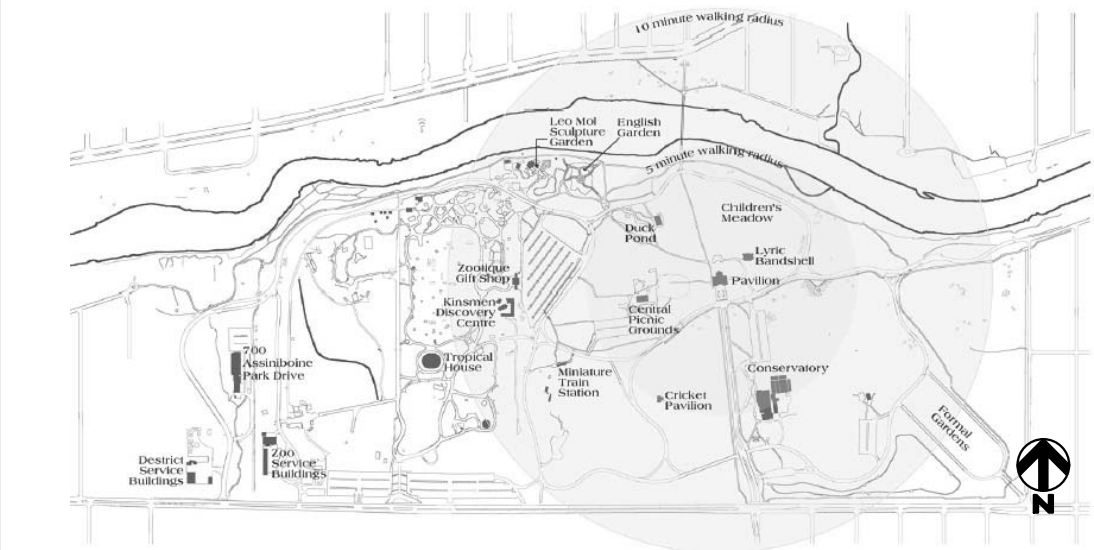 10 minute walking radius
Leo Mol
Sculpture
Garden
English
Garden
5 minute walking radius
Children's
Meadow
Duck
Pond
Lyric
Bandshell
Zootique
Gift Shop
Pavilion
Kinsmen
Discovery
Centre
Central
Picnic
Grounds
700
Assiniboine
Park Drive
Tropical
House
Miniature
Train
Station
Conservatory
Cricket
Pavilion
Formal
Gardens
Destrict
Service
Buildings
Zoo
Service
Buildings
N